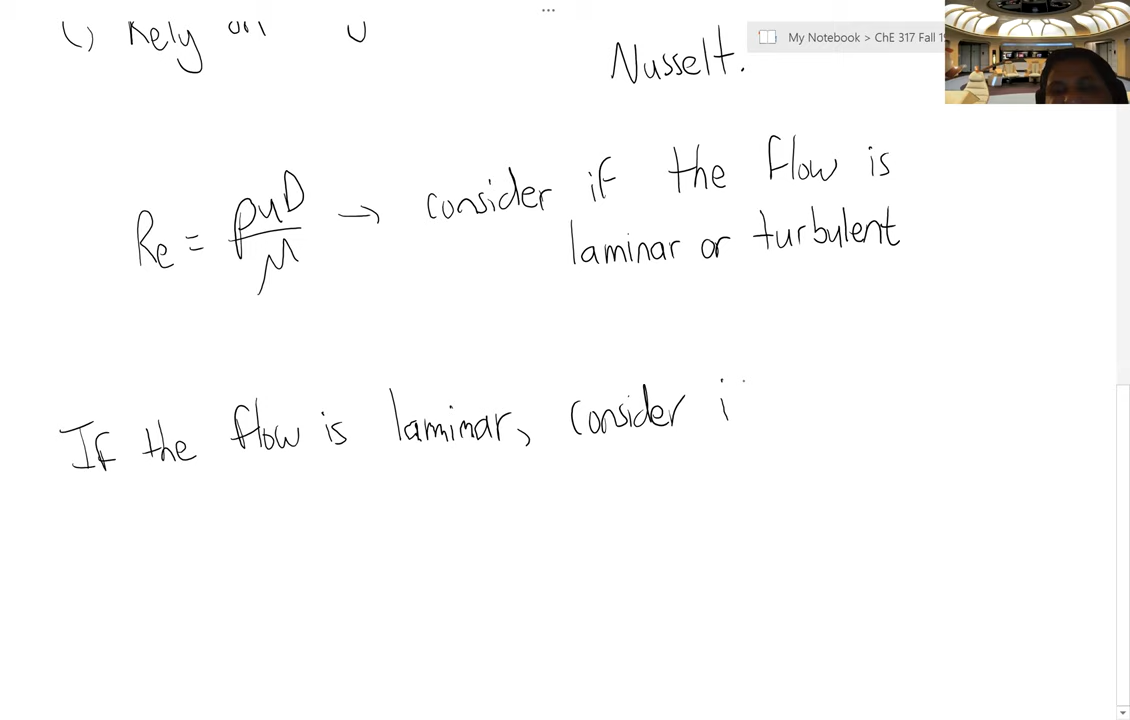 Rely on
Nusselt.
My Notebook > ChE 317 Fall 19
Re = ρuD/μ → consider if the flow is
laminar or turbulent
If the flow is laminar, consider i